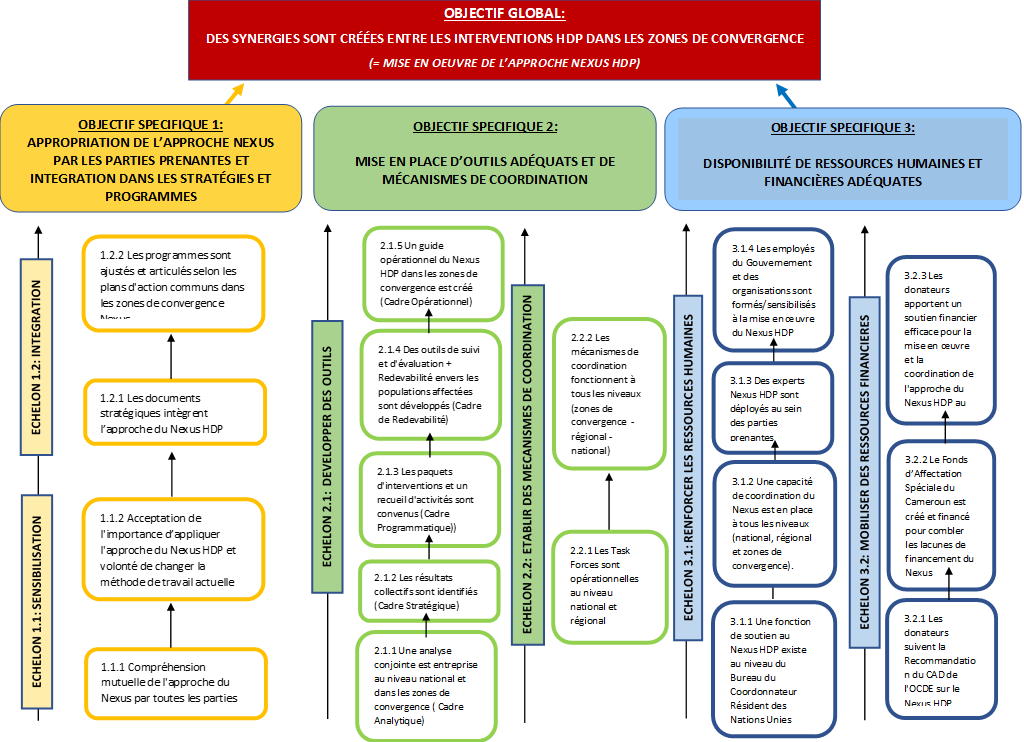 OBJECTIF GLOBAL:
DES SYNERGIES SONT CRÉÉES ENTRE LES INTERVENTIONS HDP DANS LES ZONES DE CONVERGENCE
(= MISE EN OEUVRE DE L’APPROCHE NEXUS HDP)
OBJECTIF SPECIFIQUE 1:
APPROPRIATION DE L’APPROCHE NEXUS
PAR LES PARTIES PRENANTES ET
INTEGRATION DANS LES STRATÉGIES ET
PROGRAMMES
OBJECTIF SPECIFIQUE 2:
MISE EN PLACE D’OUTILS ADÉQUATS ET DE
MÉCANISMES DE COORDINATION
OBJECTIF SPECIFIQUE 3:
DISPONIBILITÉ DE RESSOURCES HUMAINES ET
FINANCIÈRES ADÉQUATES
ECHELON 1.2: INTEGRATION
ECHELON 1.1: SENSIBILISATION
1.2.2 Les programmes sont
ajustés et articulés selon les
plans d'action communs dans
les zones de convergence
Nexus
1.2.1 Les documents
stratégiques intègrent
l’approche du Nexus HDP
1.1.2 Acceptation de
l'importance d’appliquer
l'approche du Nexus HDP et
volonté de changer la
méthode de travail actuelle
1.1.1 Compréhension
mutuelle de l'approche du
Nexus par toutes les parties
ECHELON 2.1: DEVELOPPER DES OUTILS
2.1.5 Un guide
opérationnel du Nexus
HDP dans les zones de
convergence est créé
(Cadre Opérationnel)
2.1.4 Des outils de suivi
et d'évaluation +
Redevabilité envers les
populations affectées
sont développés (Cadre
de Redevabilité)
2.1.3 Les paquets
d'interventions et un
recueil d'activités sont
convenus (Cadre
Programmatique))
2.1.2 Les résultats
collectifs sont identifiés
(Cadre Stratégique)
2.1.1 Une analyse
conjointe est entreprise
au niveau national et
dans les zones de
convergence ( Cadre
Analytique)
ECHELON 2.2: ETABLIR DES MECANISMES DE COORDINATION
2.2.2 Les
mécanismes de
coordination
fonctionnent à
tous les niveaux
(zones de
convergence -
régional -
national)
2.2.1 Les Task
Forces sont
opérationnelles
au niveau
national et
régional
ECHELON 3.1: RENFORCER LES RESSOURCES HUMAINES
3.1.4 Les employés
du Gouvernement
et des
organisations sont
formés/sensibilisés
à la mise en œuvre
du Nexus HDP
3.1.3 Des experts
Nexus HDP sont
déployés au sein
des parties
prenantes
3.1.2 Une capacité
de coordination du
Nexus est en place
à tous les niveaux
(national, régional
et zones de
convergence).
3.1.1 Une fonction
de soutien au
Nexus HDP existe
au niveau du
Bureau du
Coordonnateur
Résident des
Nations Unies
ECHELON 3.2: MOBILISER DES RESSOURCES FINANCIERES
3.2.3 Les
donateurs
apportent un
soutien financier
efficace pour la
mise en œuvre
et la
coordination de
l'approche du
Nexus HDP au
3.2.2 Le Fonds
d’Affectation
Spéciale du
Cameroun est
créé et financé
pour combler
les lacunes de
financement du
Nexus
3.2.1 Les
donateurs
suivent la
Recommandatio
n du CAD de
l'OCDE sur le
Nexus HDP